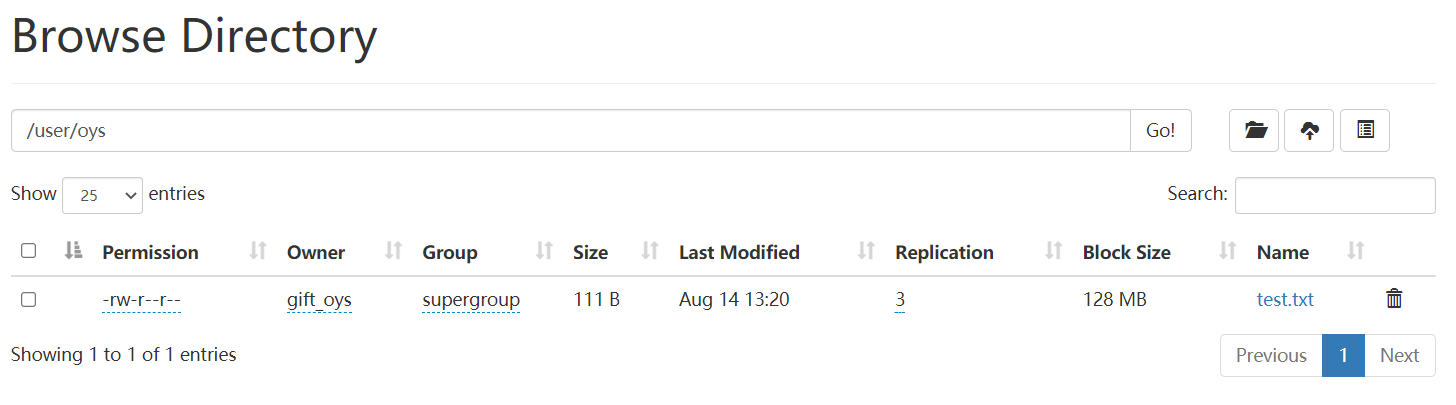 Browse Directory
/user/oys Go!
Show 25 entries Search:
Permission Owner Group Size Last Modified Replication Block Size Name
-rw-r--r-- gift_oys supergroup 111 B Aug 14 13:20 3 128 MB test.txt
Showing 1 to 1 of 1 entries Previous 1 Next